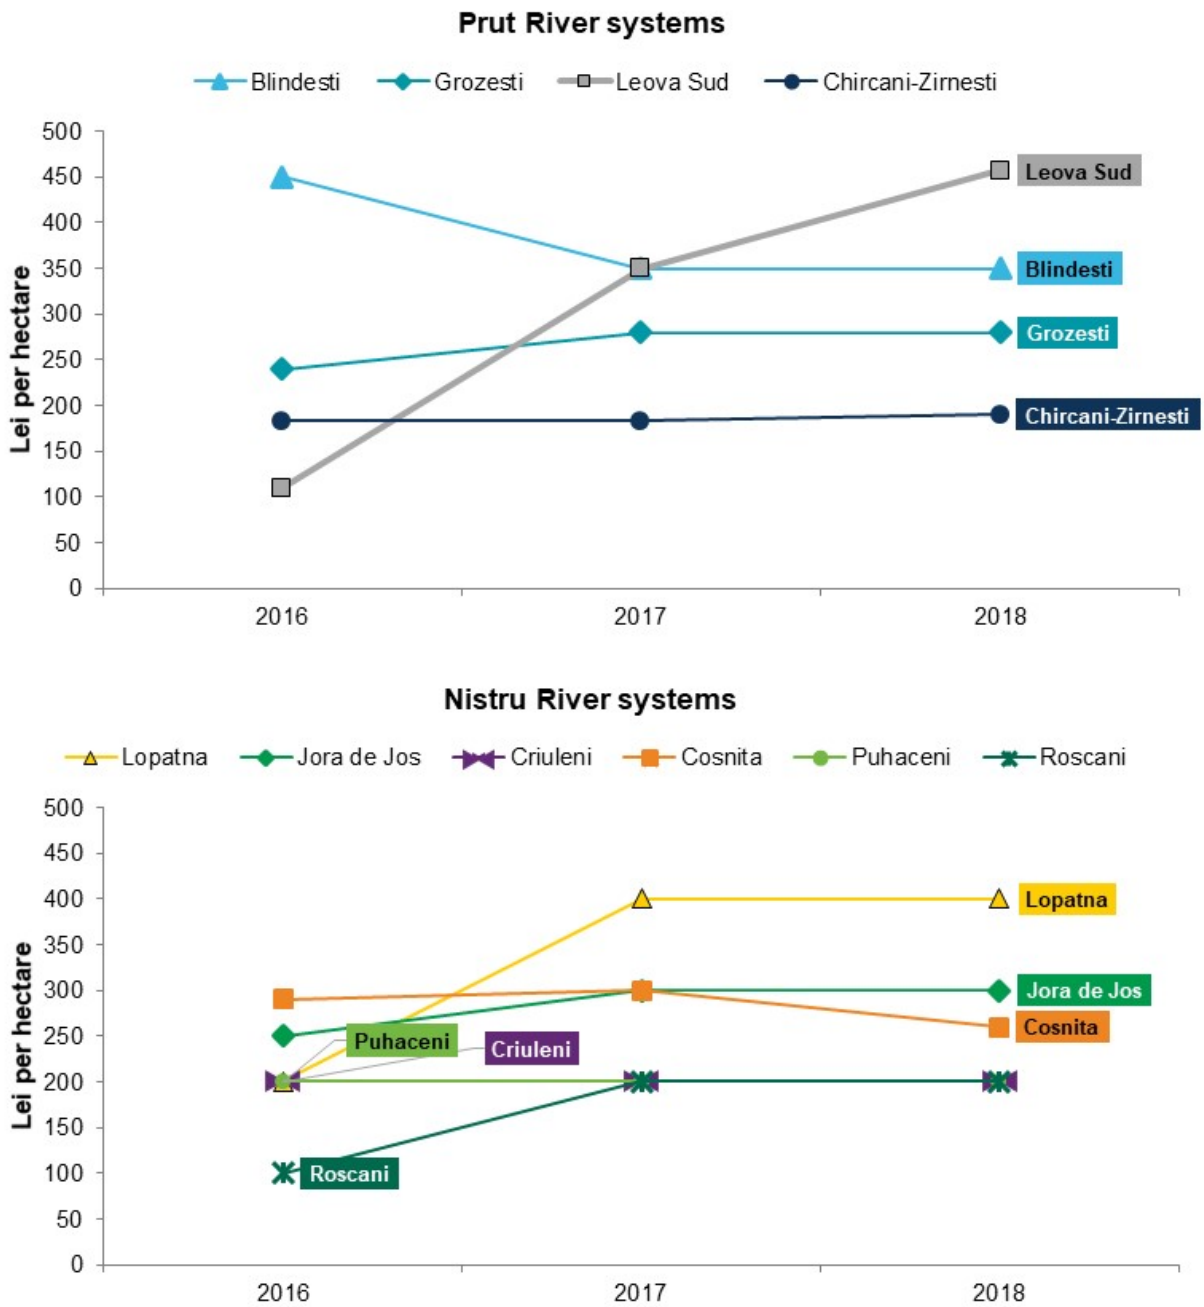 Prut River systems
Blindesti Grozesti Leova Sud Chircani-Zirnesti
Lei per hectare
500
450
400
350
300
250
200
150
100
50
0
Leova Sud
Blindesti
Grozesti
Chircani-Zirnesti
2016 2017 2018
Nistru River systems
Lopatna Jora de Jos Criuleni Cosnita Puhaceni Roscani
Lei per hectare
500
450
400
350
300
250
200
150
100
50
0
Lopatna
Jora de Jos
Cosnita
Puhaceni
Criuleni
Roscani
2016 2017 2018